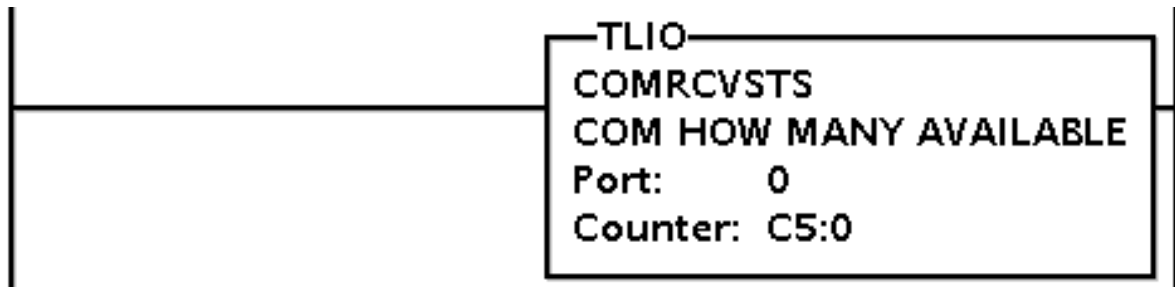 TLIO
COMRCVSTS
COM HOW MANY AVAILABLE
Port: 0
Counter: C5:0